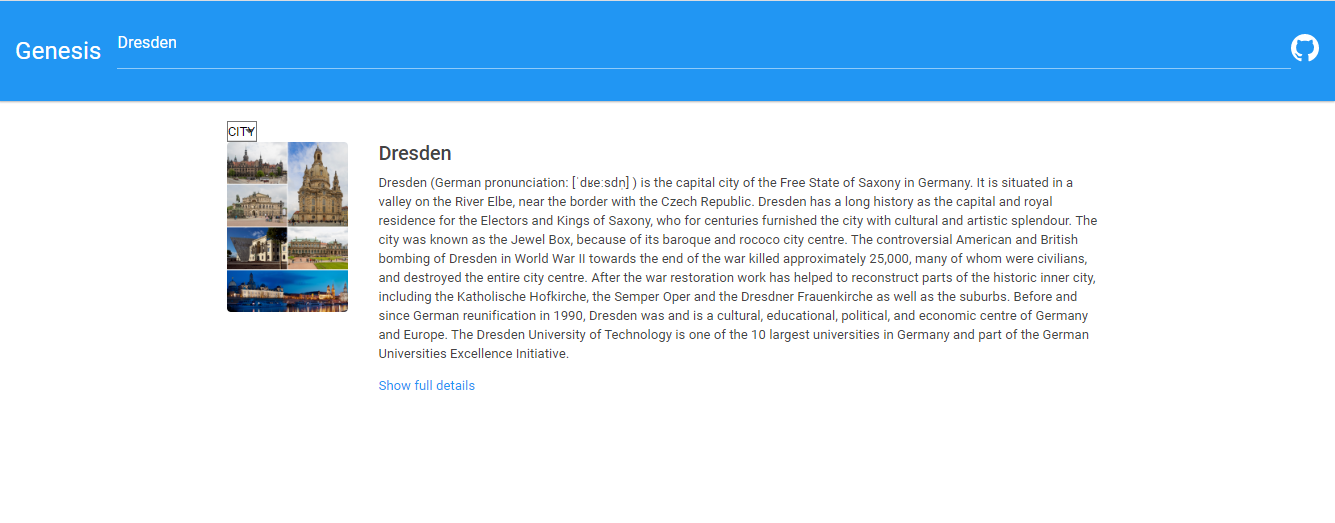 Genesis
Dresden
CITY
Dresden
Dresden (German pronunciation: [ˈdʁeːsdn̩] ) is the capital city of the Free State of Saxony in Germany. It is situated in a
valley on the River Elbe, near the border with the Czech Republic. Dresden has a long history as the capital and royal
residence for the Electors and Kings of Saxony, who for centuries furnished the city with cultural and artistic splendour. The
city was known as the Jewel Box, because of its baroque and rococo city centre. The controversial American and British
bombing of Dresden in World War II towards the end of the war killed approximately 25,000, many of whom were civilians,
and destroyed the entire city centre. After the war restoration work has helped to reconstruct parts of the historic inner city,
including the Katholische Hofkirche, the Semper Oper and the Dresdner Frauenkirche as well as the suburbs. Before and
since German reunification in 1990, Dresden was and is a cultural, educational, political, and economic centre of Germany
and Europe. The Dresden University of Technology is one of the 10 largest universities in Germany and part of the German
Universities Excellence Initiative.
Show full details